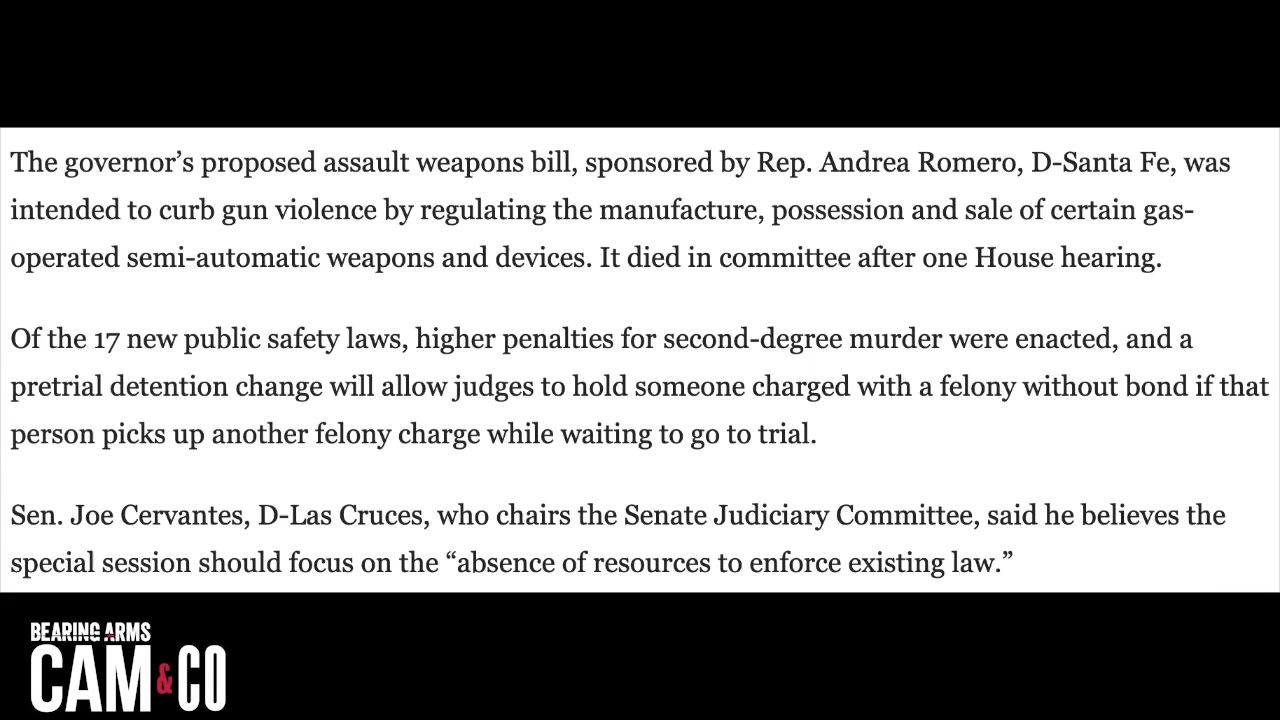 The governor’s proposed assault weapons bill, sponsored by Rep. Andrea Romero, D-Santa Fe, was
intended to curb gun violence by regulating the manufacture, possession and sale of certain gas-
operated semi-automatic weapons and devices. It died in committee after one House hearing.
Of the 17 new public safety laws, higher penalties for second-degree murder were enacted, and a
pretrial detention change will allow judges to hold someone charged with a felony without bond if that
person picks up another felony charge while waiting to go to trial.
Sen. Joe Cervantes, D-Las Cruces, who chairs the Senate Judiciary Committee, said he believes the
special session should focus on the “absence of resources to enforce existing law.”
BEARING ARMS
CAM & CO